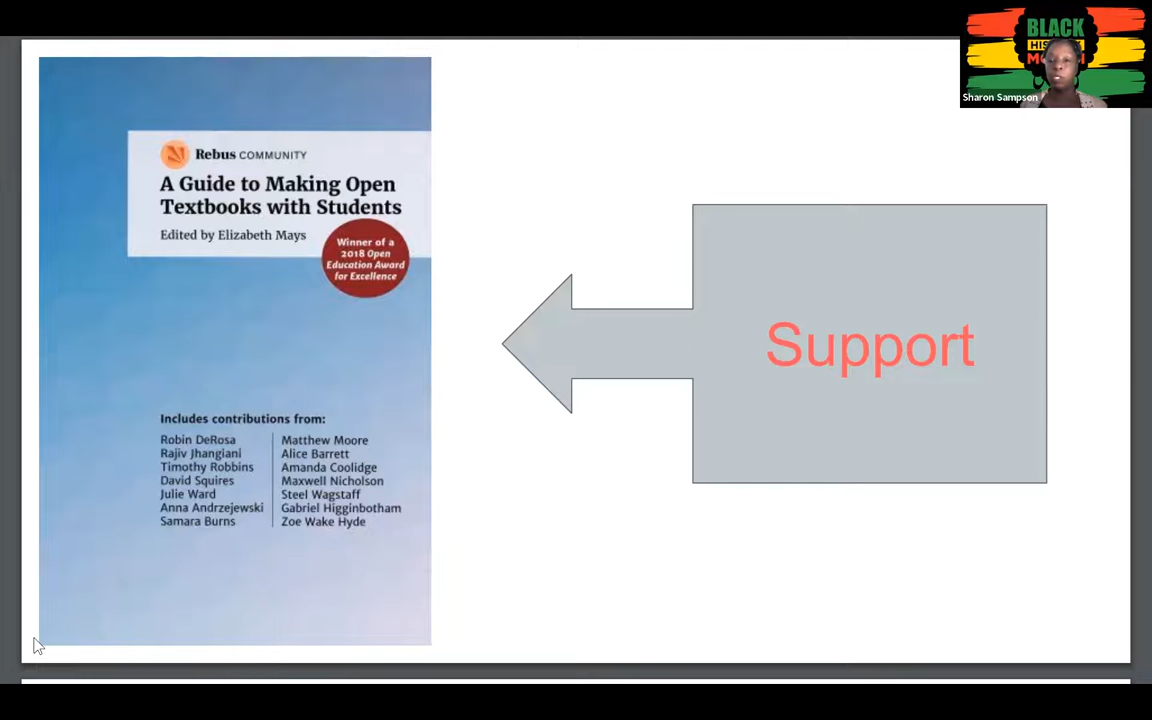 BLACK
Sharon Sampson
Rebus COMMUNITY
A Guide to Making Open
Textbooks with Students
Edited by Elizabeth Mays
Winner of a
2018 Open
Education Award
for Excellence
Includes contributions from:
Robin DeRosa
Rajiv Jhangiani
Timothy Robbins
David Squires
Julie Ward
Anna Andrzejewski
Samara Burns
Matthew Moore
Alice Barrett
Amanda Coolidge
Maxwell Nicholson
Steel Wagstaff
Gabriel Higginbotham
Zoe Wake Hyde
Support